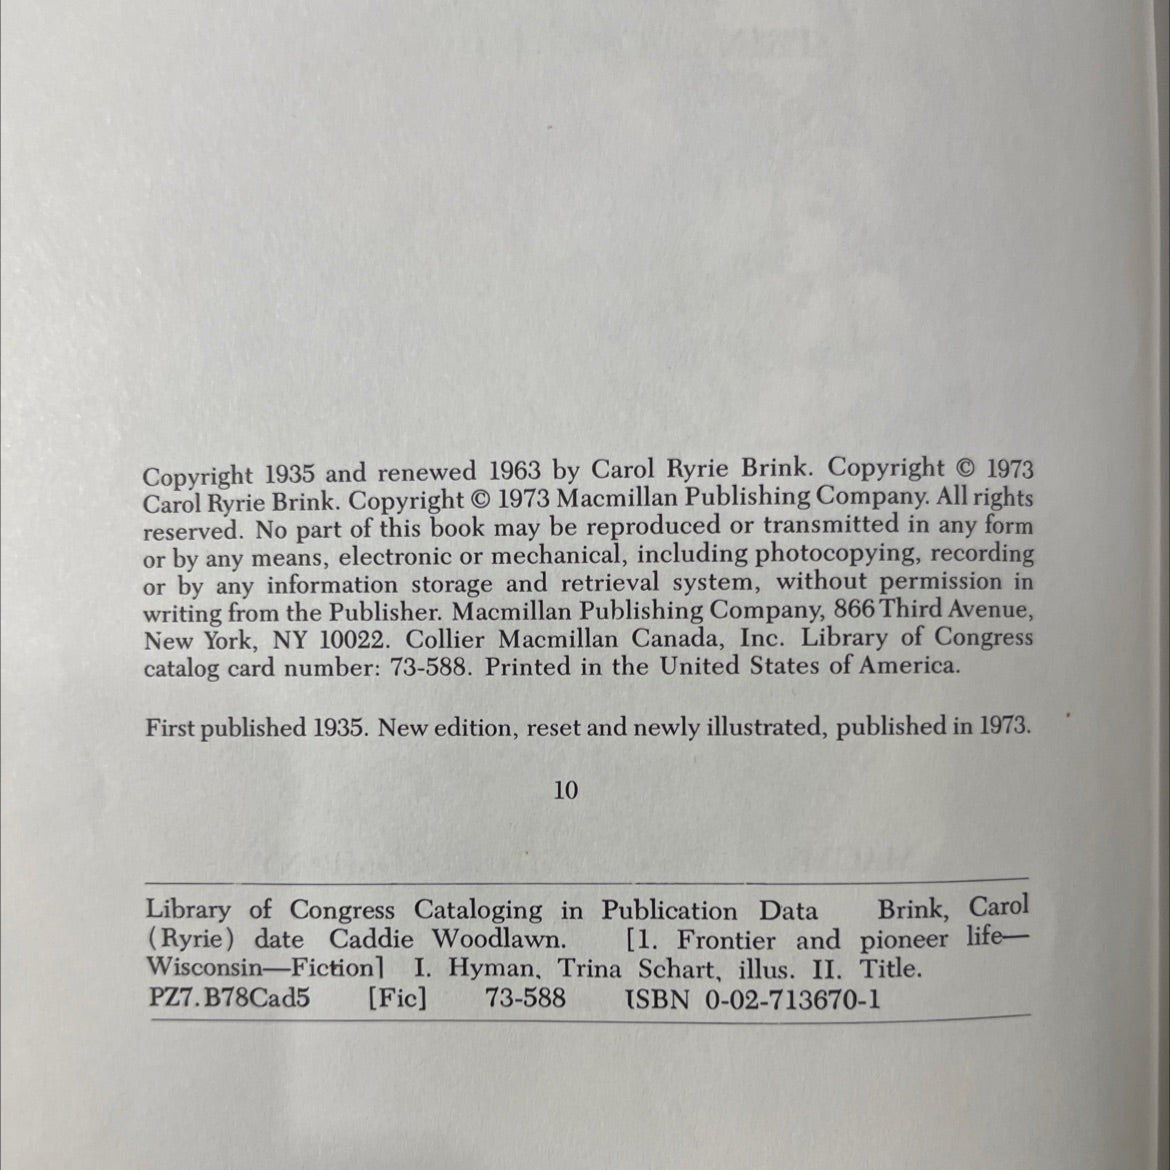 Copyright 1935 and renewed 1963 by Carol Ryrie Brink. Copyright © 1973
Carol Ryrie Brink. Copyright © 1973 Macmillan Publishing Company. All rights
reserved. No part of this book may be reproduced or transmitted in any form
or by any means, electronic or mechanical, including photocopying, recording
or by any information storage and retrieval system, without permission in
writing from the Publisher. Macmillan Publishing Company, 866 Third Avenue,
New York, NY 10022. Collier Macmillan Canada, Inc. Library of Congress
catalog card number: 73-588. Printed in the United States of America.
First published 1935. New edition, reset and newly illustrated, published in 1973.
10
Library of Congress Cataloging in Publication Data Brink, Carol
(Ryrie) date Caddie Woodlawn. [1. Frontier and pioneer life—
Wisconsin—Fiction] I. Hyman, Trina Schart, illus. II. Title.
PZ7.B78Cad5 [Fic] 73-588 ISBN 0-02-713670-1